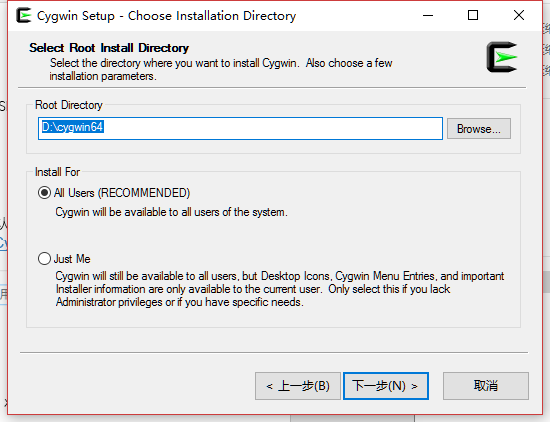 Cygwin Setup - Choose Installation Directory
Select Root Install Directory
Select the directory where you want to install Cygwin. Also choose a few
installation parameters.
Root Directory
D:\cygwin64
Browse...
Install For
All Users (RECOMMENDED)
Cygwin will be available to all users of the system.
Just Me
Cygwin will still be available to all users, but Desktop Icons, Cygwin Menu Entries, and important
Installer information are only available to the current user. Only select this if you lack
Administrator privileges or if you have specific needs.
< 上一步(B)
下一步(N) >
取消